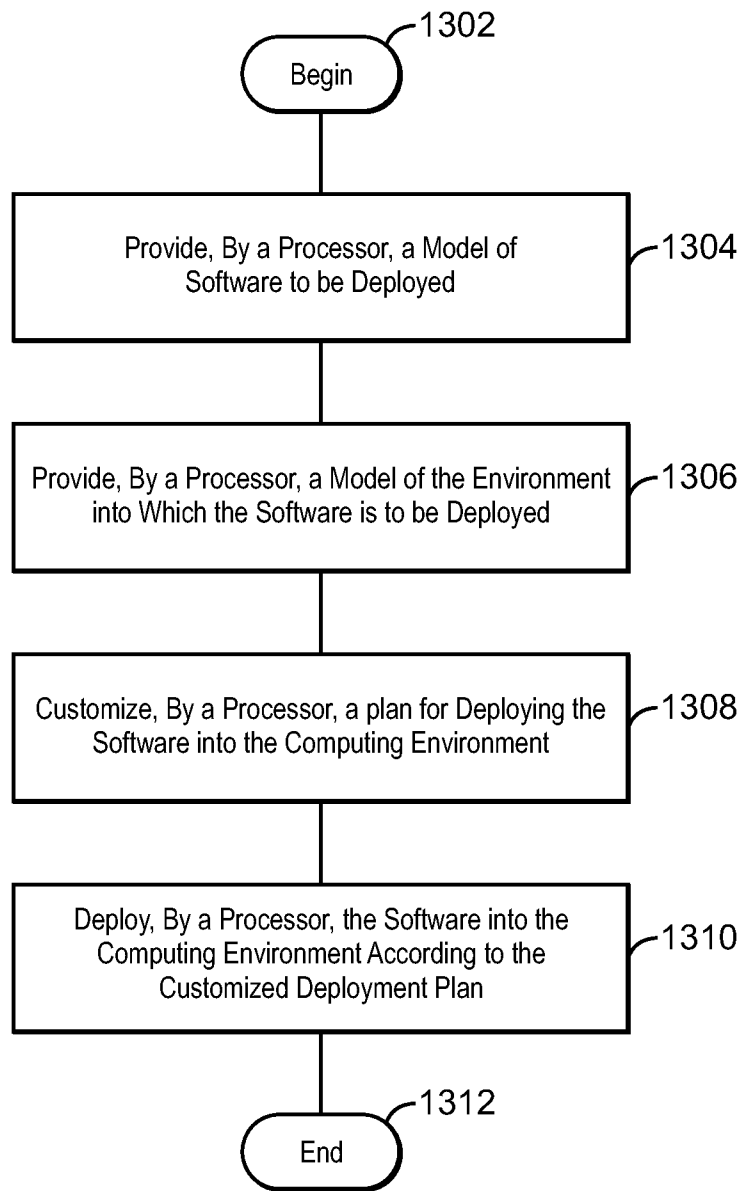 1302
Begin
Provide, By a Processor, a Model of
Software to be Deployed
1304
Provide, By a Processor, a Model of the Environment
into Which the Software is to be Deployed
1306
Customize, By a Processor, a plan for Deploying the
Software into the Computing Environment
1308
Deploy, By a Processor, the Software into the
Computing Environment According to the
Customized Deployment Plan
1310
1312
End